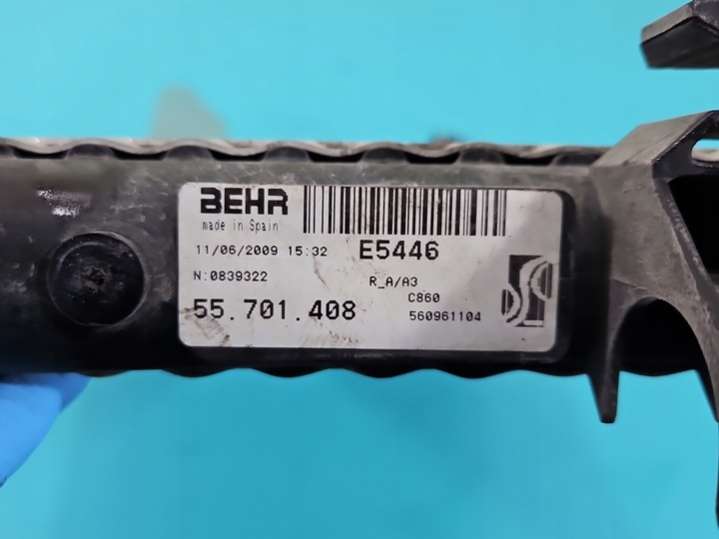 BEHR
made in Spain
11/06/2009 15:32 E5446
N:0839322 R_A/A3
55.701.408 C860
560961104